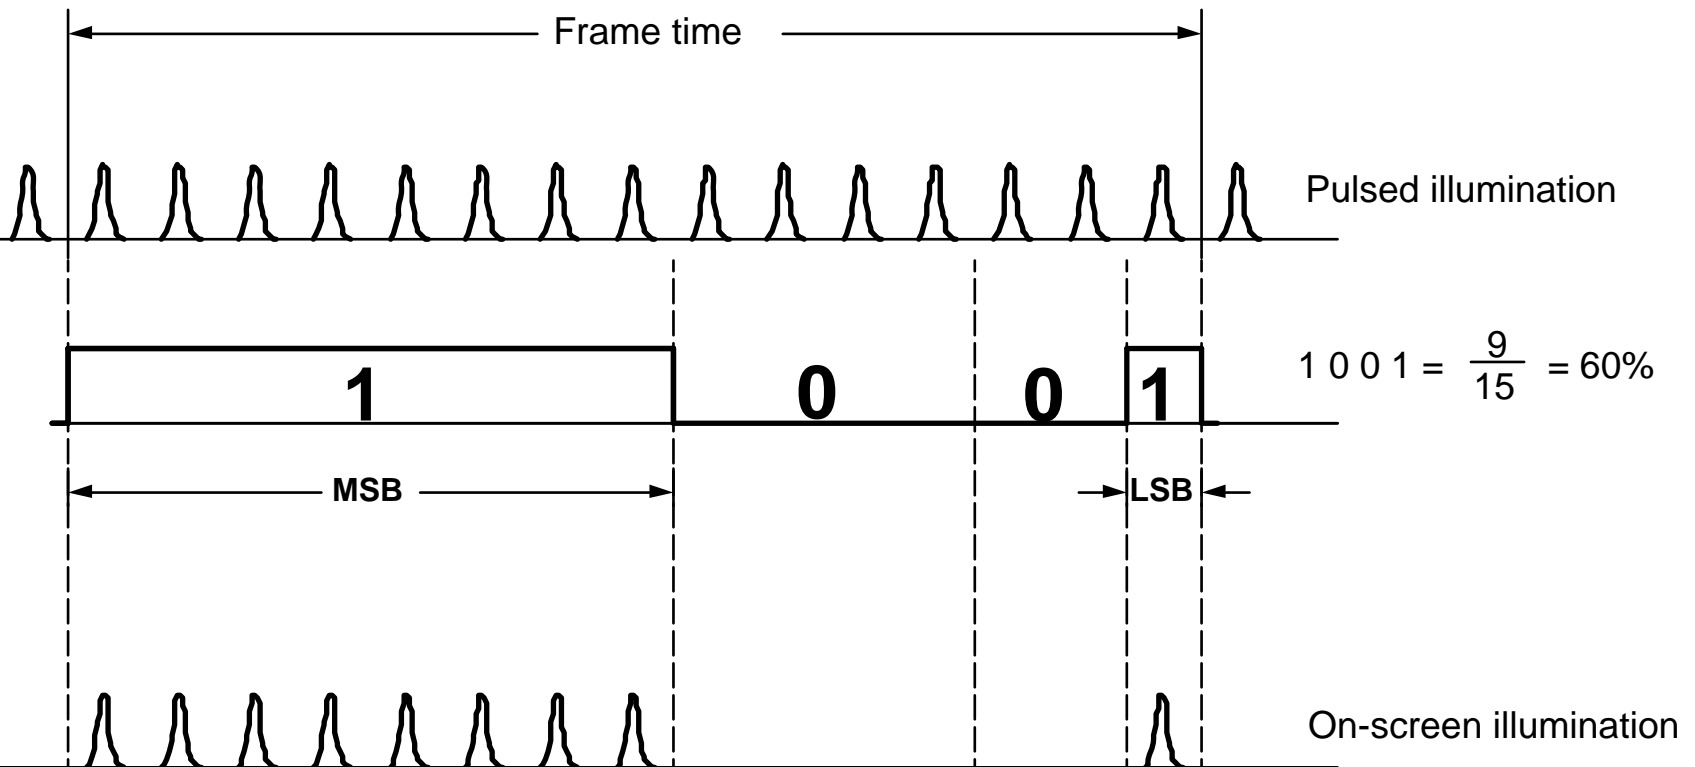 Frame time
Pulsed illumination
1 0 0 1 = 9/15 = 60%
1 0 0 1
MSB LSB
On-screen illumination